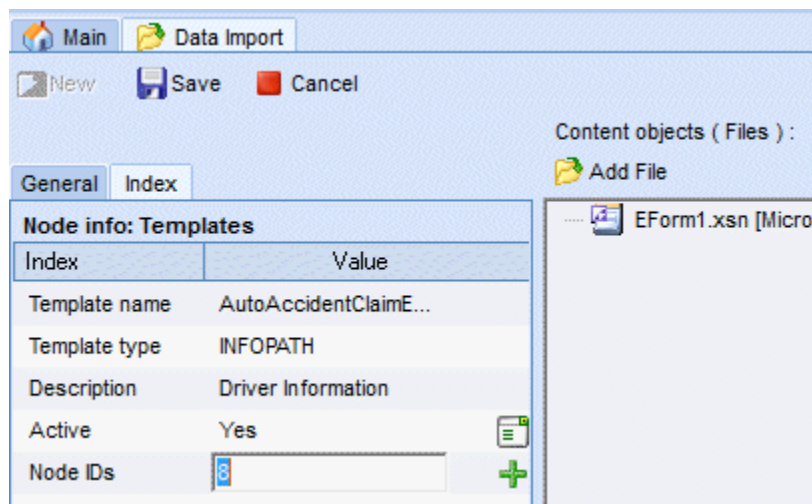 Main Data Import
New Save Cancel
Content objects ( Files ) :
Add File
General Index
EForm1.xsn [Micro
Node info: Templates
Index Value
Template name AutoAccidentClaimE...
Template type INFOPATH
Description Driver Information
Active Yes
Node IDs 8